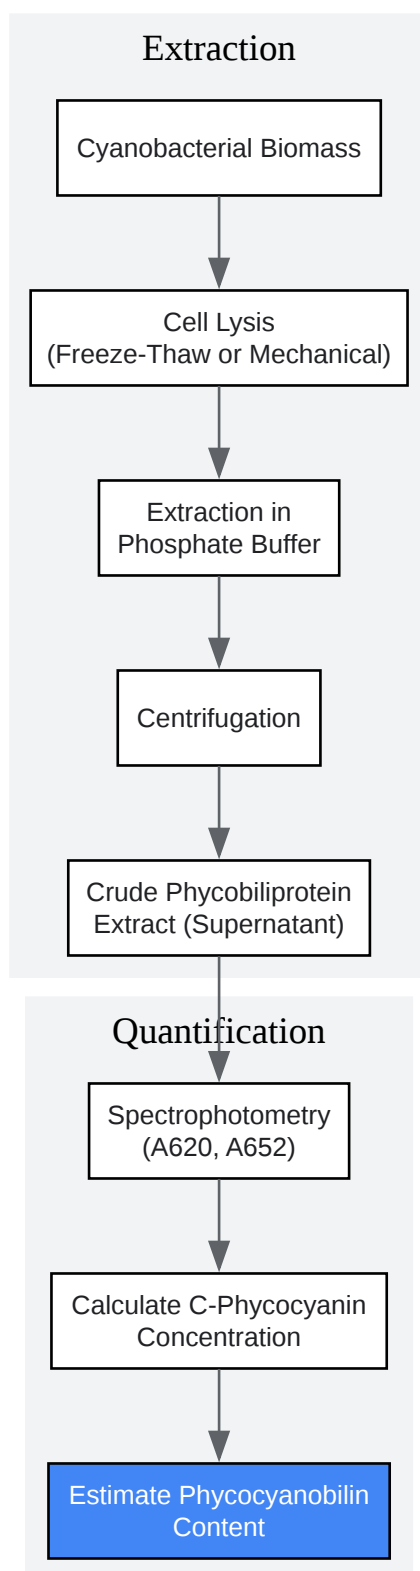 Extraction
Cyanobacterial Biomass
Cell Lysis
(Freeze-Thaw or Mechanical)
Extraction in
Phosphate Buffer
Centrifugation
Crude Phycobiliprotein
Extract (Supernatant)
Quantification
Spectrophotometry
(A620, A652)
Calculate C-Phycocyanin
Concentration
Estimate Phycocyanobilin
Content